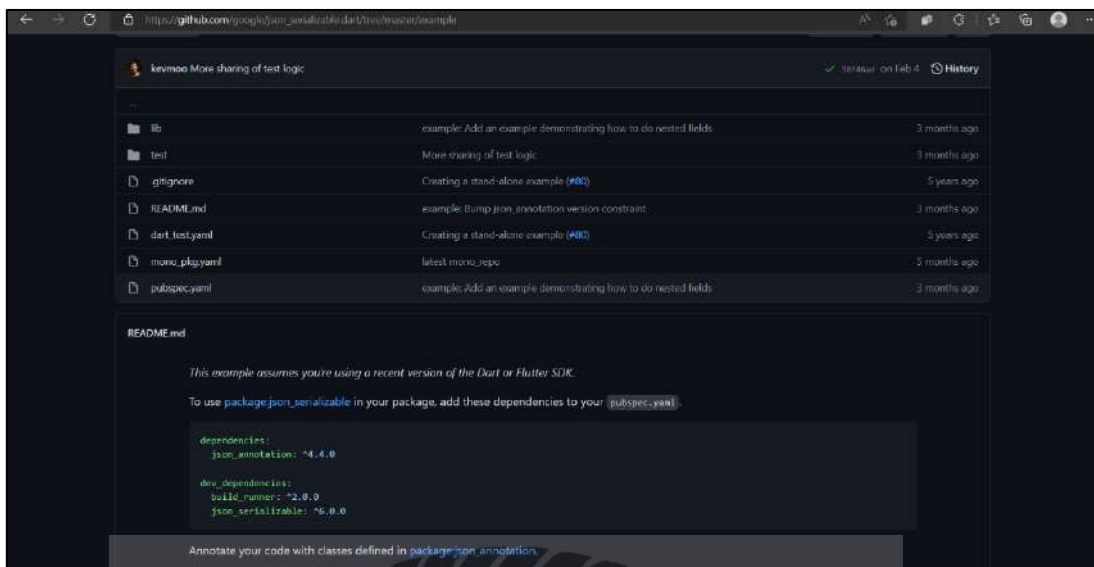 https://github.com/google/json_serializable.dart/tree/master/example
kevmoo More sharing of test logic
on Feb 4 History
..
lib example: Add an example demonstrating how to do nested fields 3 months ago
test More sharing of test logic 3 months ago
.gitignore Creating a stand-alone example (#80) 5 years ago
README.md example: Bump json_annotation version constraint 3 months ago
dart_test.yaml Creating a stand-alone example (#80) 5 years ago
mono_pkg.yaml latest mono_repo 5 months ago
pubspec.yaml example: Add an example demonstrating how to do nested fields 3 months ago
README.md
This example assumes you're using a recent version of the Dart or Flutter SDK.
To use package:json_serializable in your package, add these dependencies to your pubspec.yaml.
dependencies:
json_annotation: ^4.4.0
dev_dependencies:
build_runner: ^2.0.0
json_serializable: ^6.0.0
Annotate your code with classes defined in package:json_annotation.